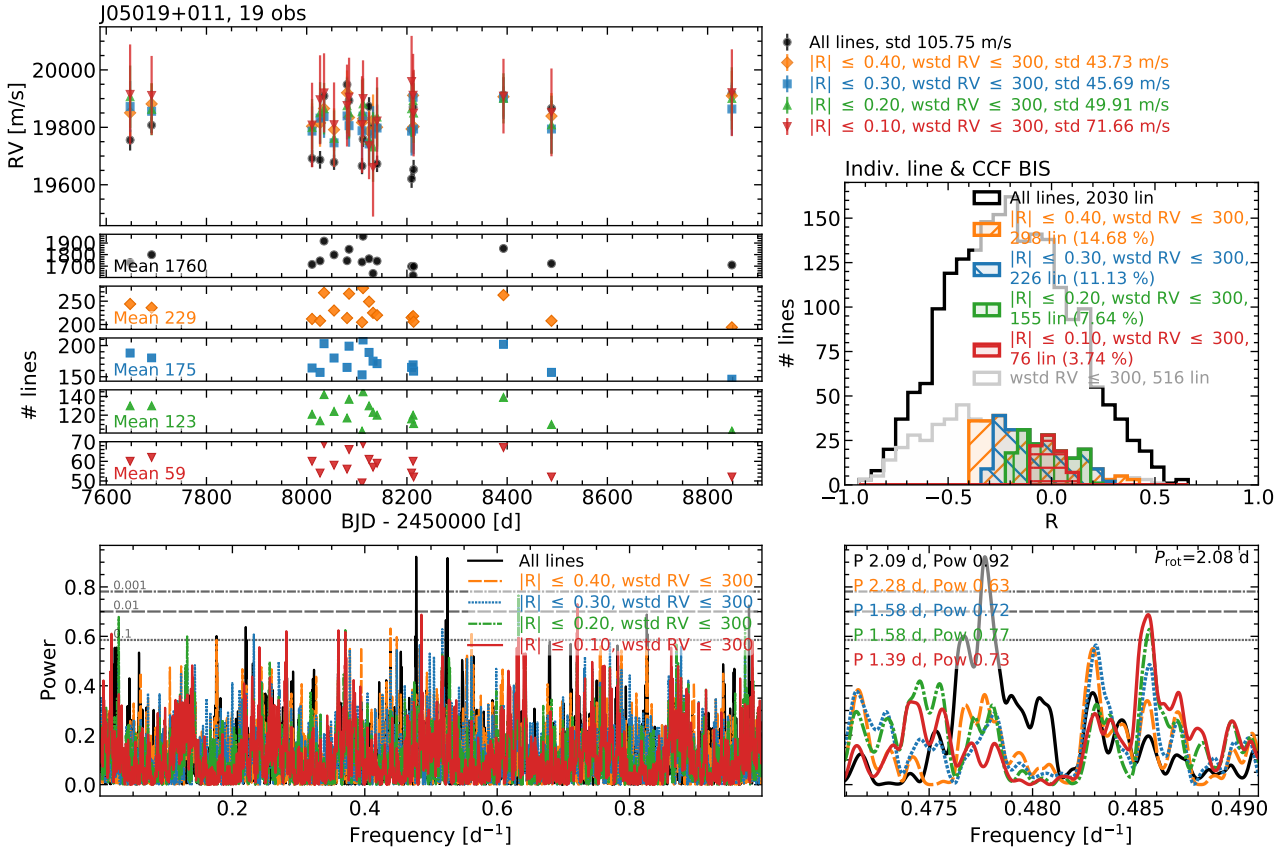 J05019+011, 19 obs
RV [m/s]
20000
19800
19600
All lines, std 105.75 m/s
|R| ≤ 0.40, wstd RV ≤ 300, std 43.73 m/s
|R| ≤ 0.30, wstd RV ≤ 300, std 45.69 m/s
|R| ≤ 0.20, wstd RV ≤ 300, std 49.91 m/s
|R| ≤ 0.10, wstd RV ≤ 300, std 71.66 m/s
# lines
1900
1800
1700
Mean 1760
250
200
Mean 229
200
150
Mean 175
140
120
Mean 123
70
60
50
Mean 59
7600 7800 8000 8200 8400 8600 8800
BJD - 2450000 [d]
Indiv. line & CCF BIS
# lines
150
125
100
75
50
25
0
All lines, 2030 lin
|R| ≤ 0.40, wstd RV ≤ 300,
298 lin (14.68 %)
|R| ≤ 0.30, wstd RV ≤ 300,
226 lin (11.13 %)
|R| ≤ 0.20, wstd RV ≤ 300,
155 lin (7.64 %)
|R| ≤ 0.10, wstd RV ≤ 300,
76 lin (3.74 %)
wstd RV ≤ 300, 516 lin
−1.0 −0.5 0.0 0.5 1.0
R
Power
0.8
0.6
0.4
0.2
0.0
0.001
0.01
0.1
All lines
|R| ≤ 0.40, wstd RV ≤ 300
|R| ≤ 0.30, wstd RV ≤ 300
|R| ≤ 0.20, wstd RV ≤ 300
|R| ≤ 0.10, wstd RV ≤ 300
0.2 0.4 0.6 0.8
Frequency [d⁻¹]
P 2.09 d, Pow 0.92
P 2.28 d, Pow 0.63
P 1.58 d, Pow 0.72
P 1.58 d, Pow 0.77
P 1.39 d, Pow 0.73
Prot=2.08 d
0.475 0.480 0.485 0.490
Frequency [d⁻¹]